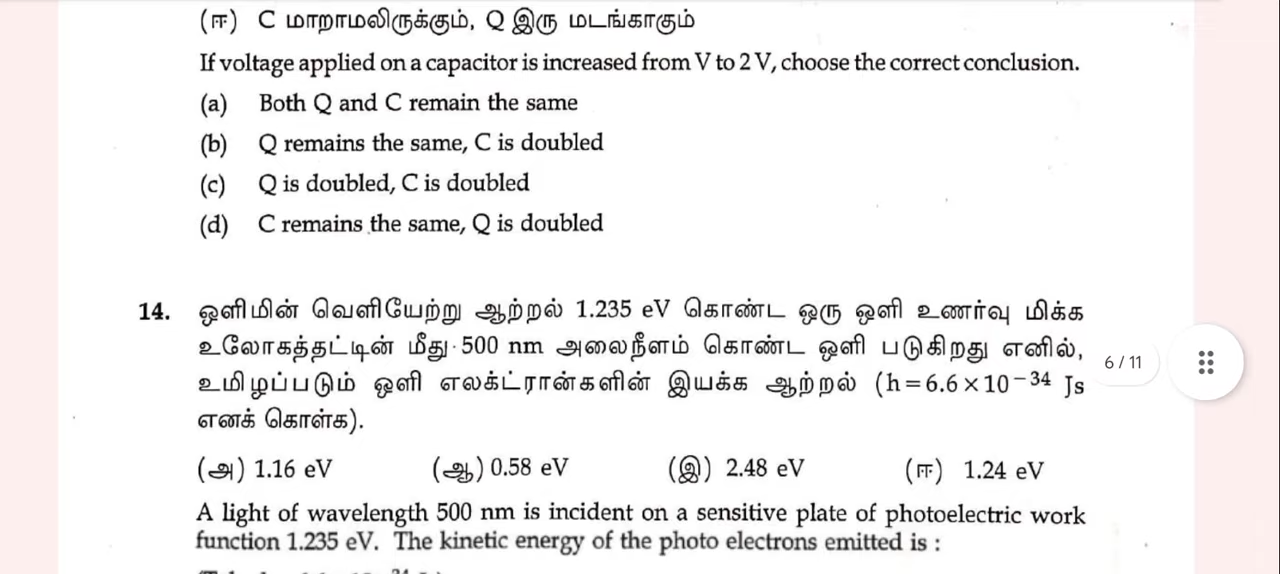 (ஈ) C மாறாமலிருக்கும், Q இரு மடங்காகும்
If voltage applied on a capacitor is increased from V to 2 V, choose the correct conclusion.
(a) Both Q and C remain the same
(b) Q remains the same, C is doubled
(c) Q is doubled, C is doubled
(d) C remains the same, Q is doubled
14. ஒளிமின் வெளியேற்று ஆற்றல் 1.235 eV கொண்ட ஒரு ஒளி உணர்வு மிக்க
உலோகத்தட்டின் மீது 500 nm அலைநீளம் கொண்ட ஒளி படுகிறது எனில்,
6 / 11
உமிழப்படும் ஒளி எலக்ட்ரான்களின் இயக்க ஆற்றல் (h = 6.6 × 10⁻³⁴ Js
எனக் கொள்க).
(அ) 1.16 eV (ஆ) 0.58 eV (இ) 2.48 eV (ஈ) 1.24 eV
A light of wavelength 500 nm is incident on a sensitive plate of photoelectric work
function 1.235 eV. The kinetic energy of the photo electrons emitted is :